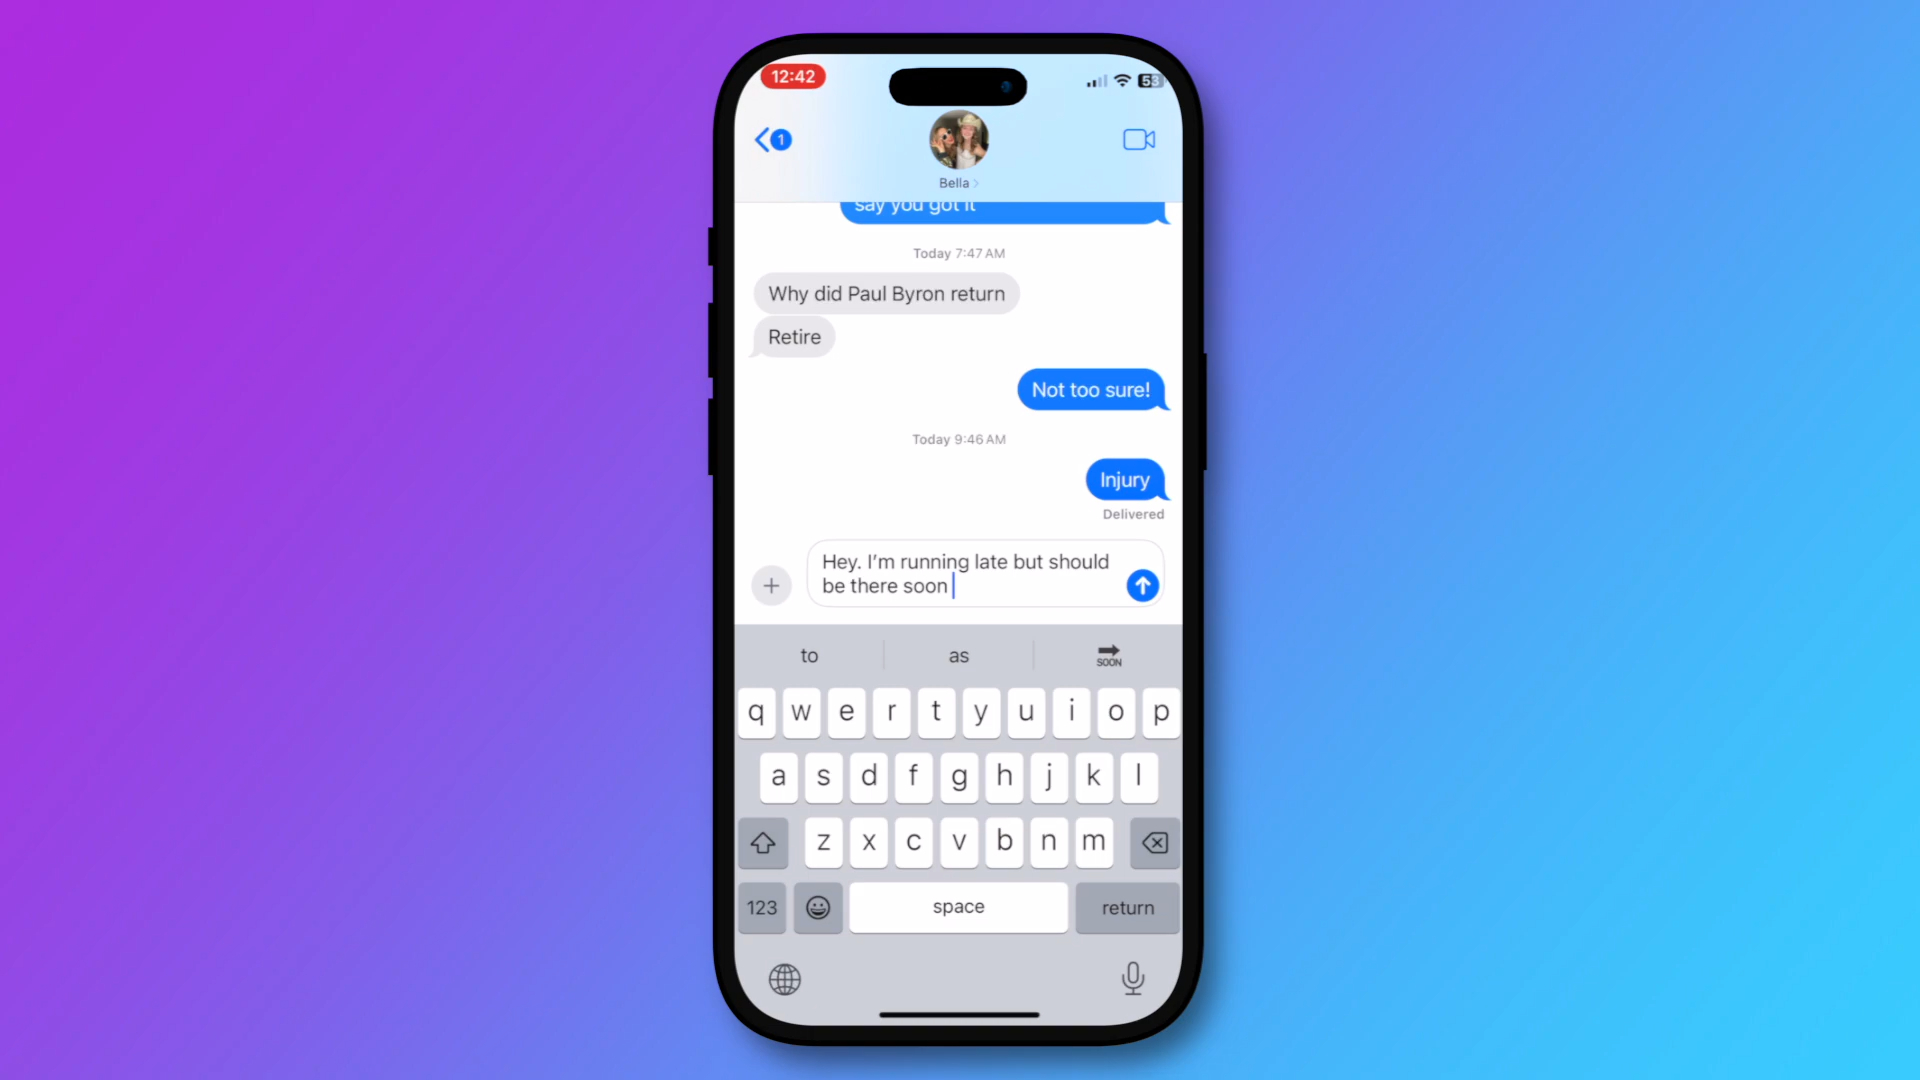 12:42
53
1
Bella
say you got it
Today 7:47 AM
Why did Paul Byron return
Retire
Not too sure!
Today 9:46 AM
Injury
Delivered
Hey. I'm running late but should
be there soon
to as SOON
q w e r t y u i o p
a s d f g h j k l
z x c v b n m
123 space return